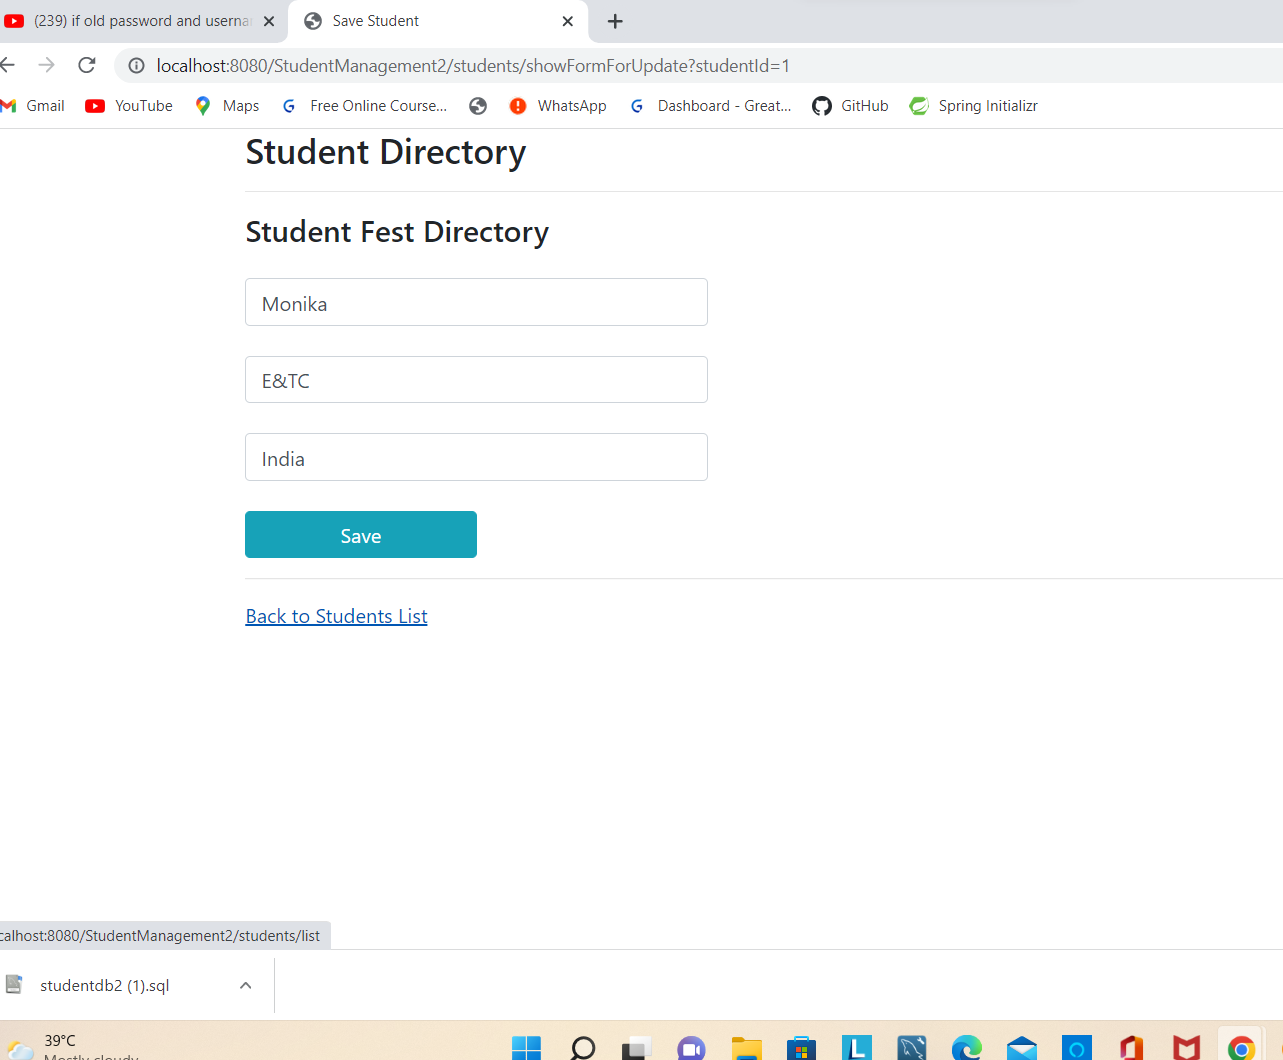 (239) if old password and userna
Save Student
localhost:8080/StudentManagement2/students/showFormForUpdate?studentId=1
Gmail YouTube Maps Free Online Course... WhatsApp Dashboard - Great... GitHub Spring Initializr
Student Directory
Student Fest Directory
Monika
E&TC
India
Save
Back to Students List
calhost:8080/StudentManagement2/students/list
studentdb2 (1).sql
39°C
Mostly cloudy